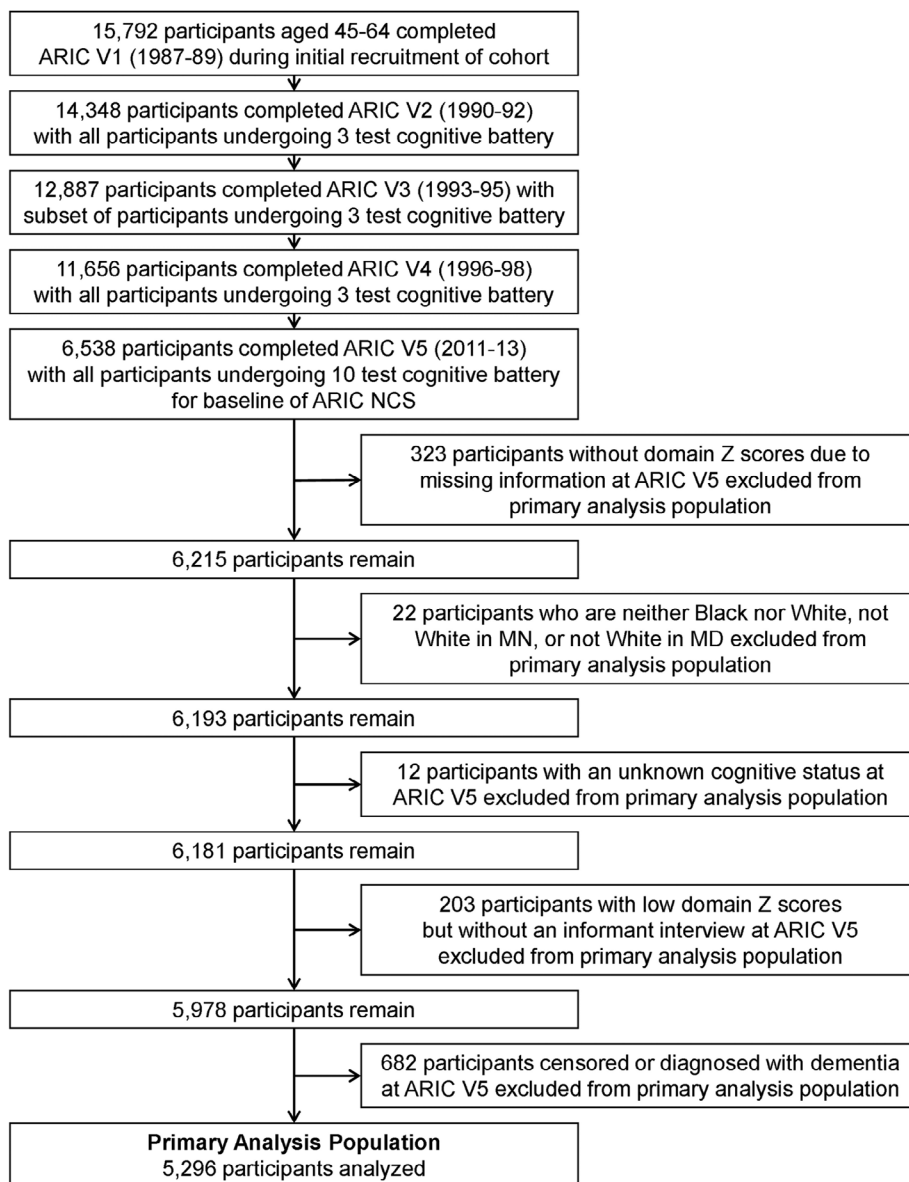 15,792 participants aged 45-64 completed
ARIC V1 (1987-89) during initial recruitment of cohort
14,348 participants completed ARIC V2 (1990-92)
with all participants undergoing 3 test cognitive battery
12,887 participants completed ARIC V3 (1993-95) with
subset of participants undergoing 3 test cognitive battery
11,656 participants completed ARIC V4 (1996-98)
with all participants undergoing 3 test cognitive battery
6,538 participants completed ARIC V5 (2011-13)
with all participants undergoing 10 test cognitive battery
for baseline of ARIC NCS
323 participants without domain Z scores due to
missing information at ARIC V5 excluded from
primary analysis population
6,215 participants remain
22 participants who are neither Black nor White, not
White in MN, or not White in MD excluded from
primary analysis population
6,193 participants remain
12 participants with an unknown cognitive status at
ARIC V5 excluded from primary analysis population
6,181 participants remain
203 participants with low domain Z scores
but without an informant interview at ARIC V5
excluded from primary analysis population
5,978 participants remain
682 participants censored or diagnosed with dementia
at ARIC V5 excluded from primary analysis population
Primary Analysis Population
5,296 participants analyzed